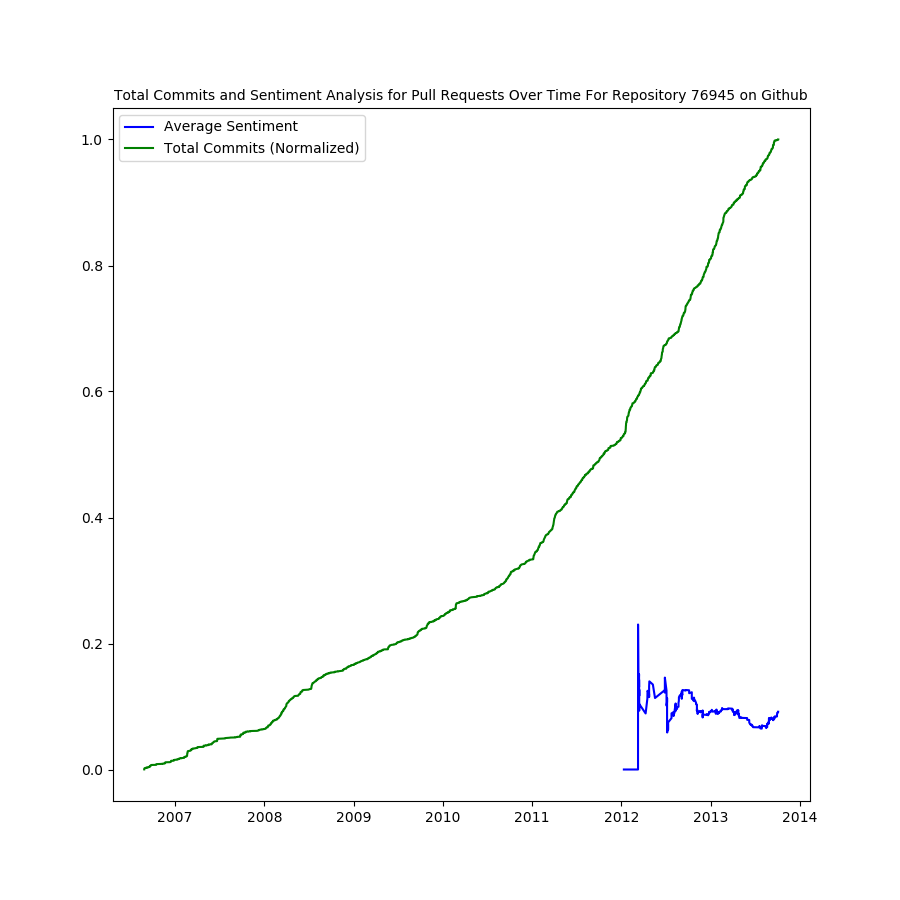 Total Commits and Sentiment Analysis for Pull Requests Over Time For Repository 76945 on Github
Average Sentiment
Total Commits (Normalized)
1.0
0.8
0.6
0.4
0.2
0.0
2007 2008 2009 2010 2011 2012 2013 2014